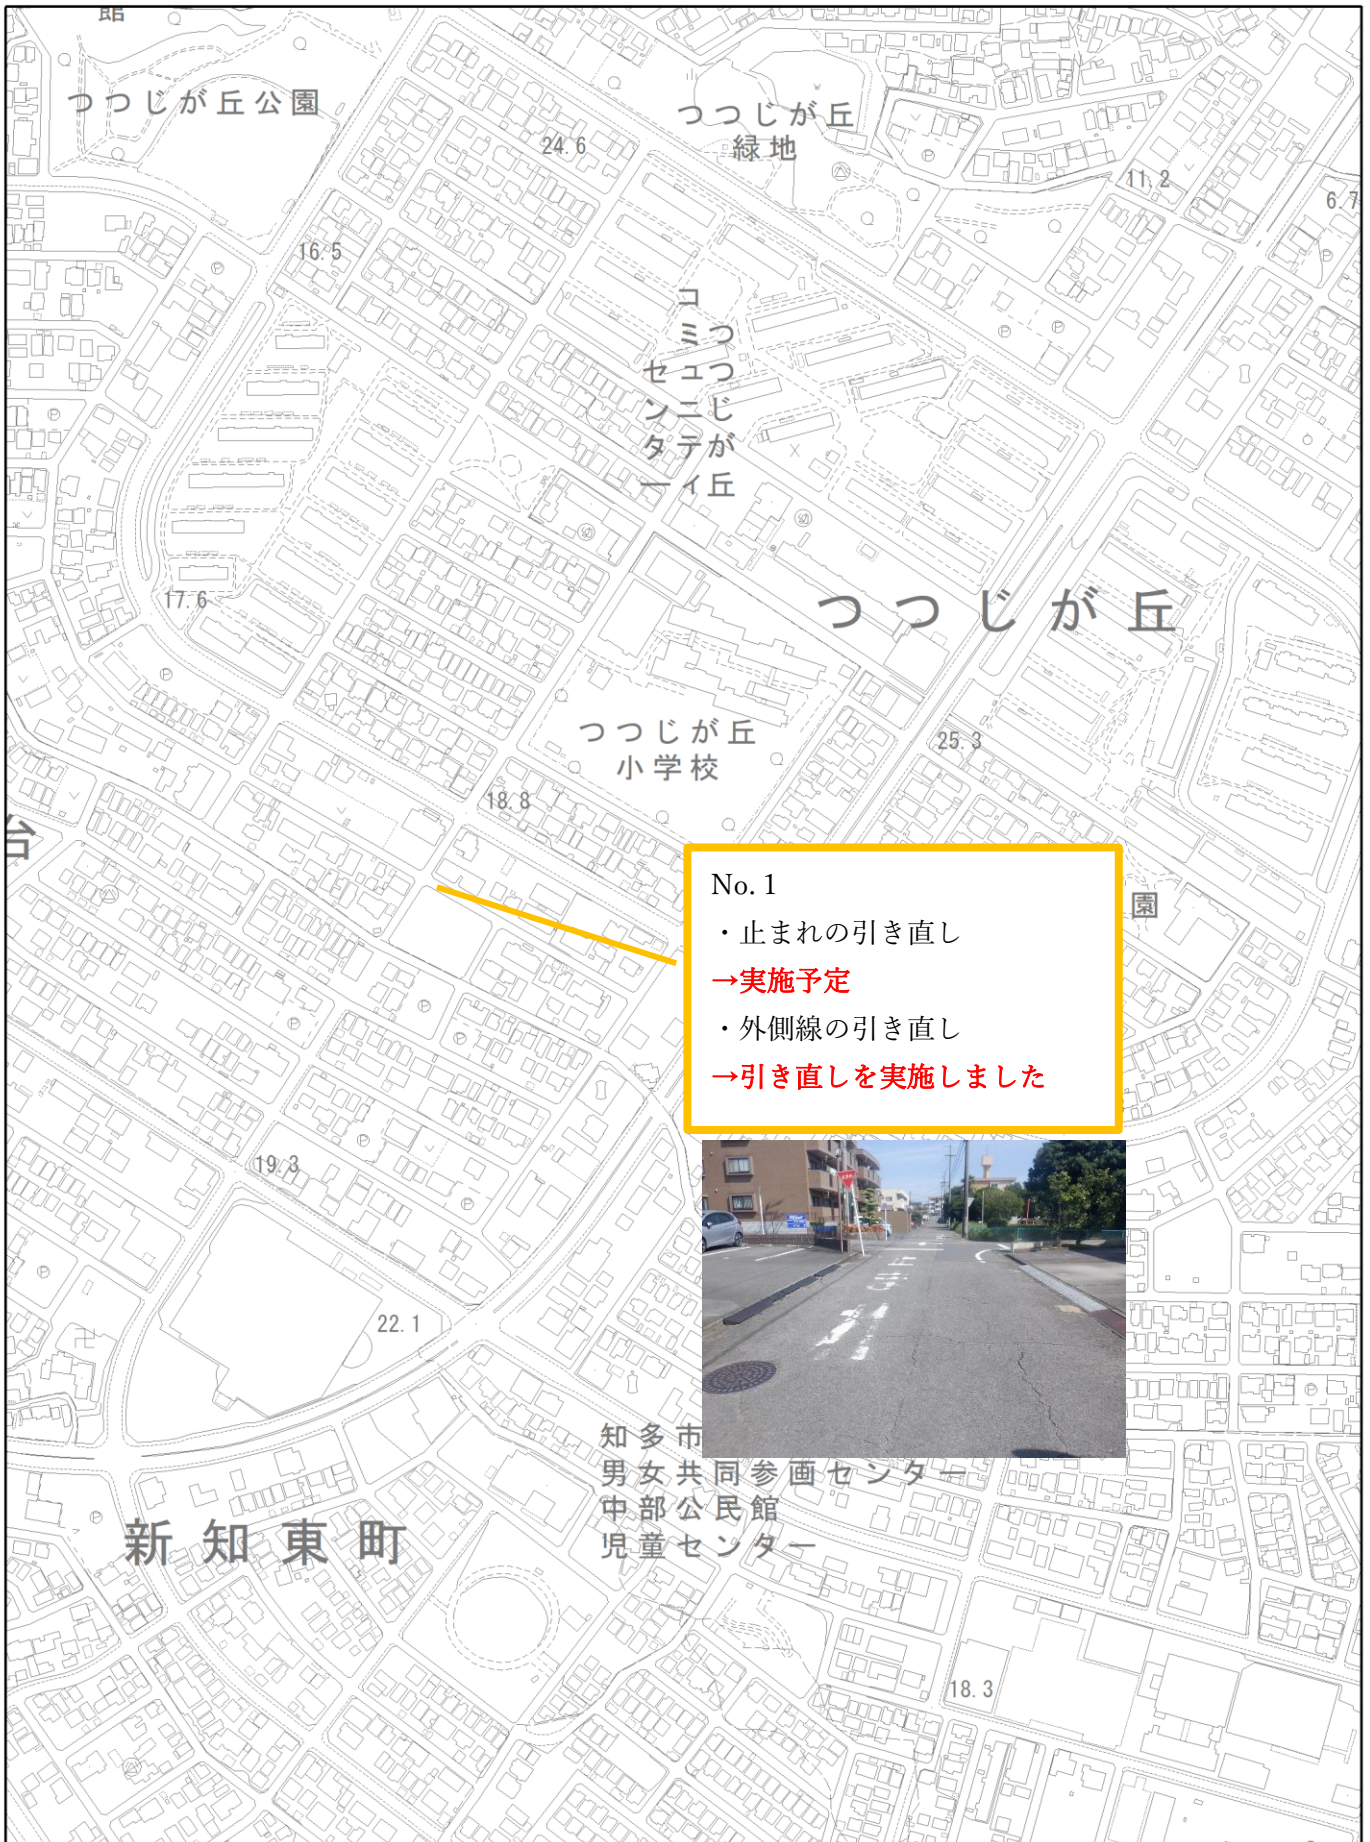 館
つつじが丘公園
つつじが丘
緑地
24.6
11.2
6.7
16.5
つつじが丘
コミュニティ
センター
17.6
つつじが丘
つつじが丘
小学校
25.3
18.8
台
No. 1
・止まれの引き直し
→実施予定
・外側線の引き直し
→引き直しを実施しました
園
19.3
22.1
止まれ
知多市
男女共同参画センター
中部公民館
児童センター
新知東町
18.3